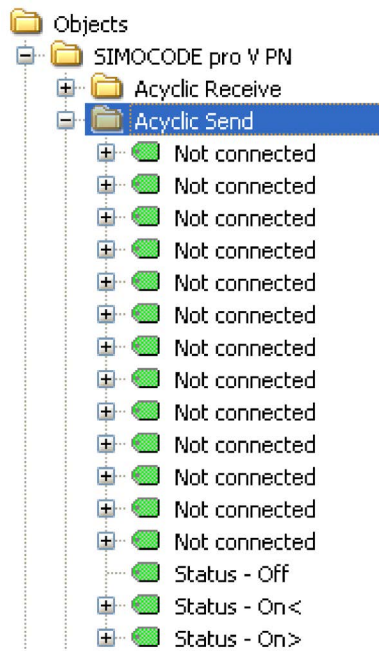 Objects
SIMOCODE pro V PN
Acyclic Receive
Acyclic Send
Not connected
Not connected
Not connected
Not connected
Not connected
Not connected
Not connected
Not connected
Not connected
Not connected
Not connected
Not connected
Not connected
Status - Off
Status - On<
Status - On>